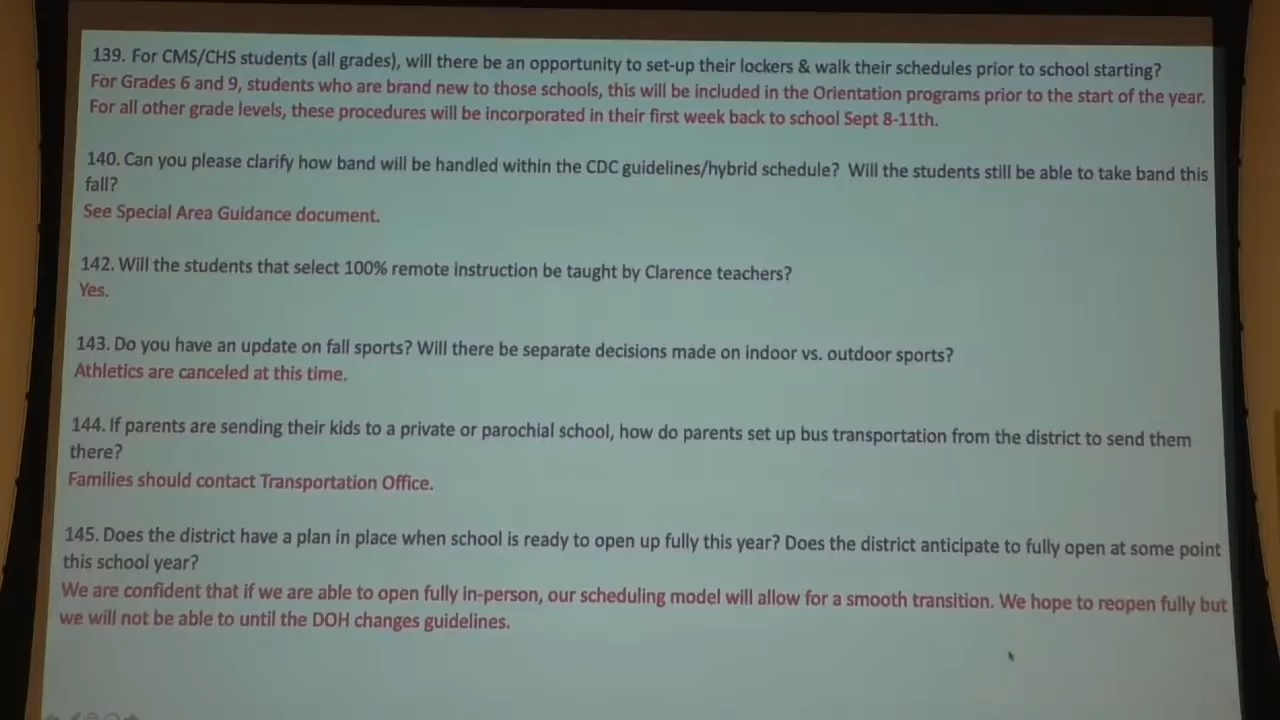 139. For CMS/CHS students (all grades), will there be an opportunity to set-up their lockers & walk their schedules prior to school starting?
For Grades 6 and 9, students who are brand new to those schools, this will be included in the Orientation programs prior to the start of the year.
For all other grade levels, these procedures will be incorporated in their first week back to school Sept 8-11th.
140. Can you please clarify how band will be handled within the CDC guidelines/hybrid schedule?  Will the students still be able to take band this
fall?
See Special Area Guidance document.
142. Will the students that select 100% remote instruction be taught by Clarence teachers?
Yes.
143. Do you have an update on fall sports? Will there be separate decisions made on indoor vs. outdoor sports?
Athletics are canceled at this time.
144. If parents are sending their kids to a private or parochial school, how do parents set up bus transportation from the district to send them
there?
Families should contact Transportation Office.
145. Does the district have a plan in place when school is ready to open up fully this year? Does the district anticipate to fully open at some point
this school year?
We are confident that if we are able to open fully in-person, our scheduling model will allow for a smooth transition. We hope to reopen fully but
we will not be able to until the DOH changes guidelines.